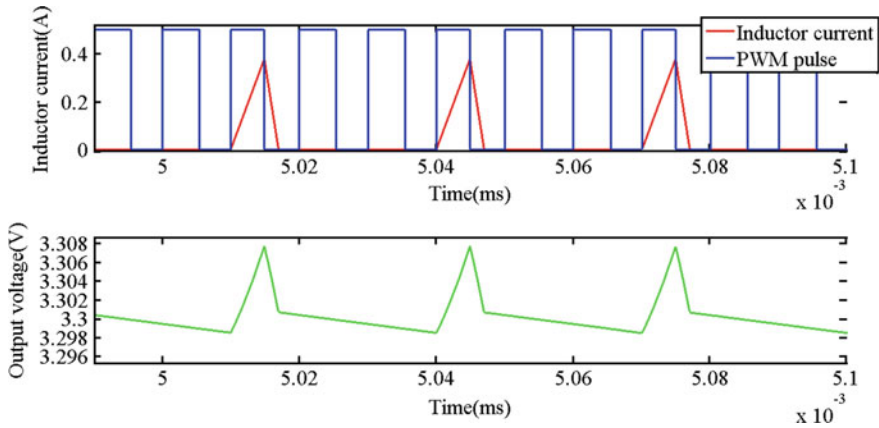 Inductor current(A)
0.4
0.2
0
Inductor current
PWM pulse
5
5.02
5.04
5.06
5.08
5.1
Time(ms)
x 10⁻³
Output voltage(V)
3.308
3.306
3.304
3.302
3.3
3.298
3.296
5
5.02
5.04
5.06
5.08
5.1
Time(ms)
x 10⁻³